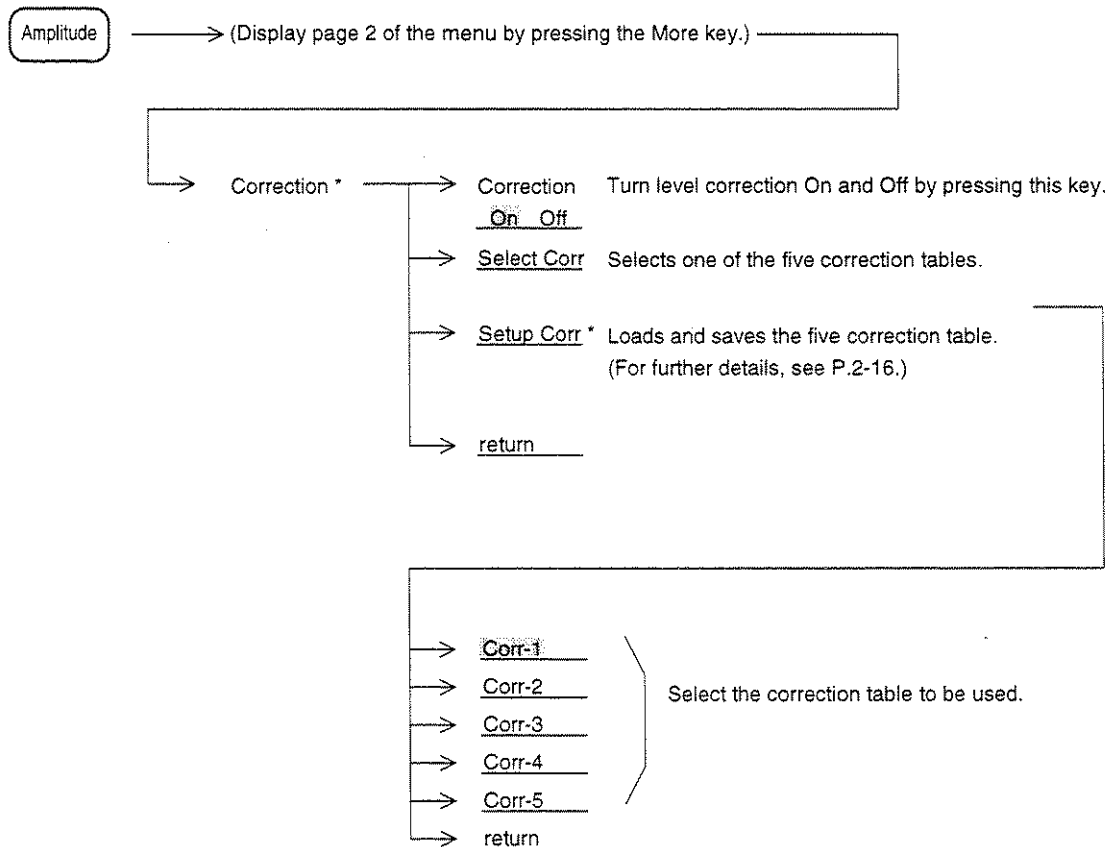 Amplitude
(Display page 2 of the menu by pressing the More key.)
Correction *
Correction Turn level correction On and Off by pressing this key.
On Off
Select Corr Selects one of the five correction tables.
Setup Corr * Loads and saves the five correction table.
(For further details, see P.2-16.)
return
Corr-1
Corr-2
Select the correction table to be used.
Corr-3
Corr-4
Corr-5
return